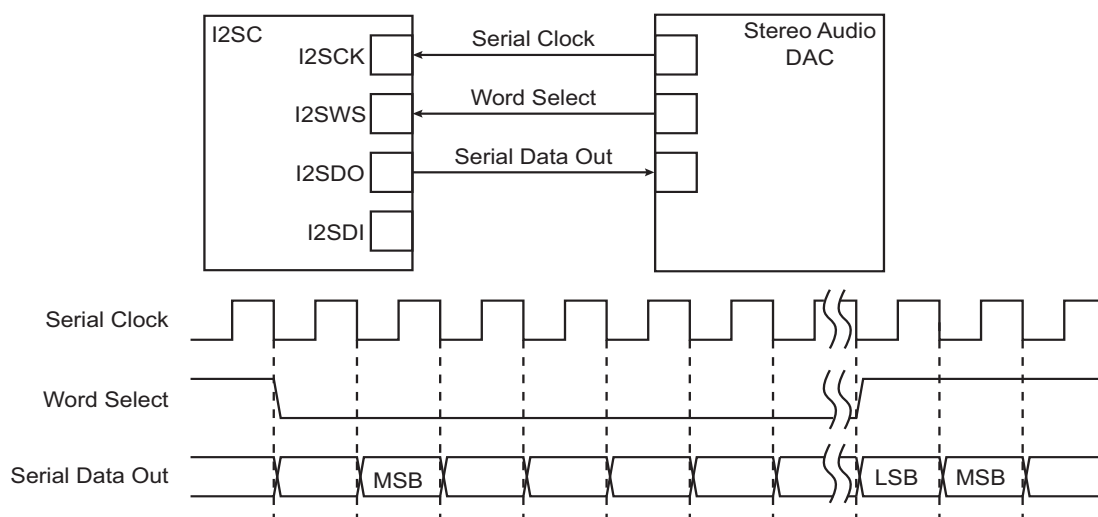 I2SC
Stereo Audio
DAC
I2SCK
Serial Clock
I2SWS
Word Select
I2SDO
Serial Data Out
I2SDI
Serial Clock
Word Select
Serial Data Out
MSB
LSB
MSB